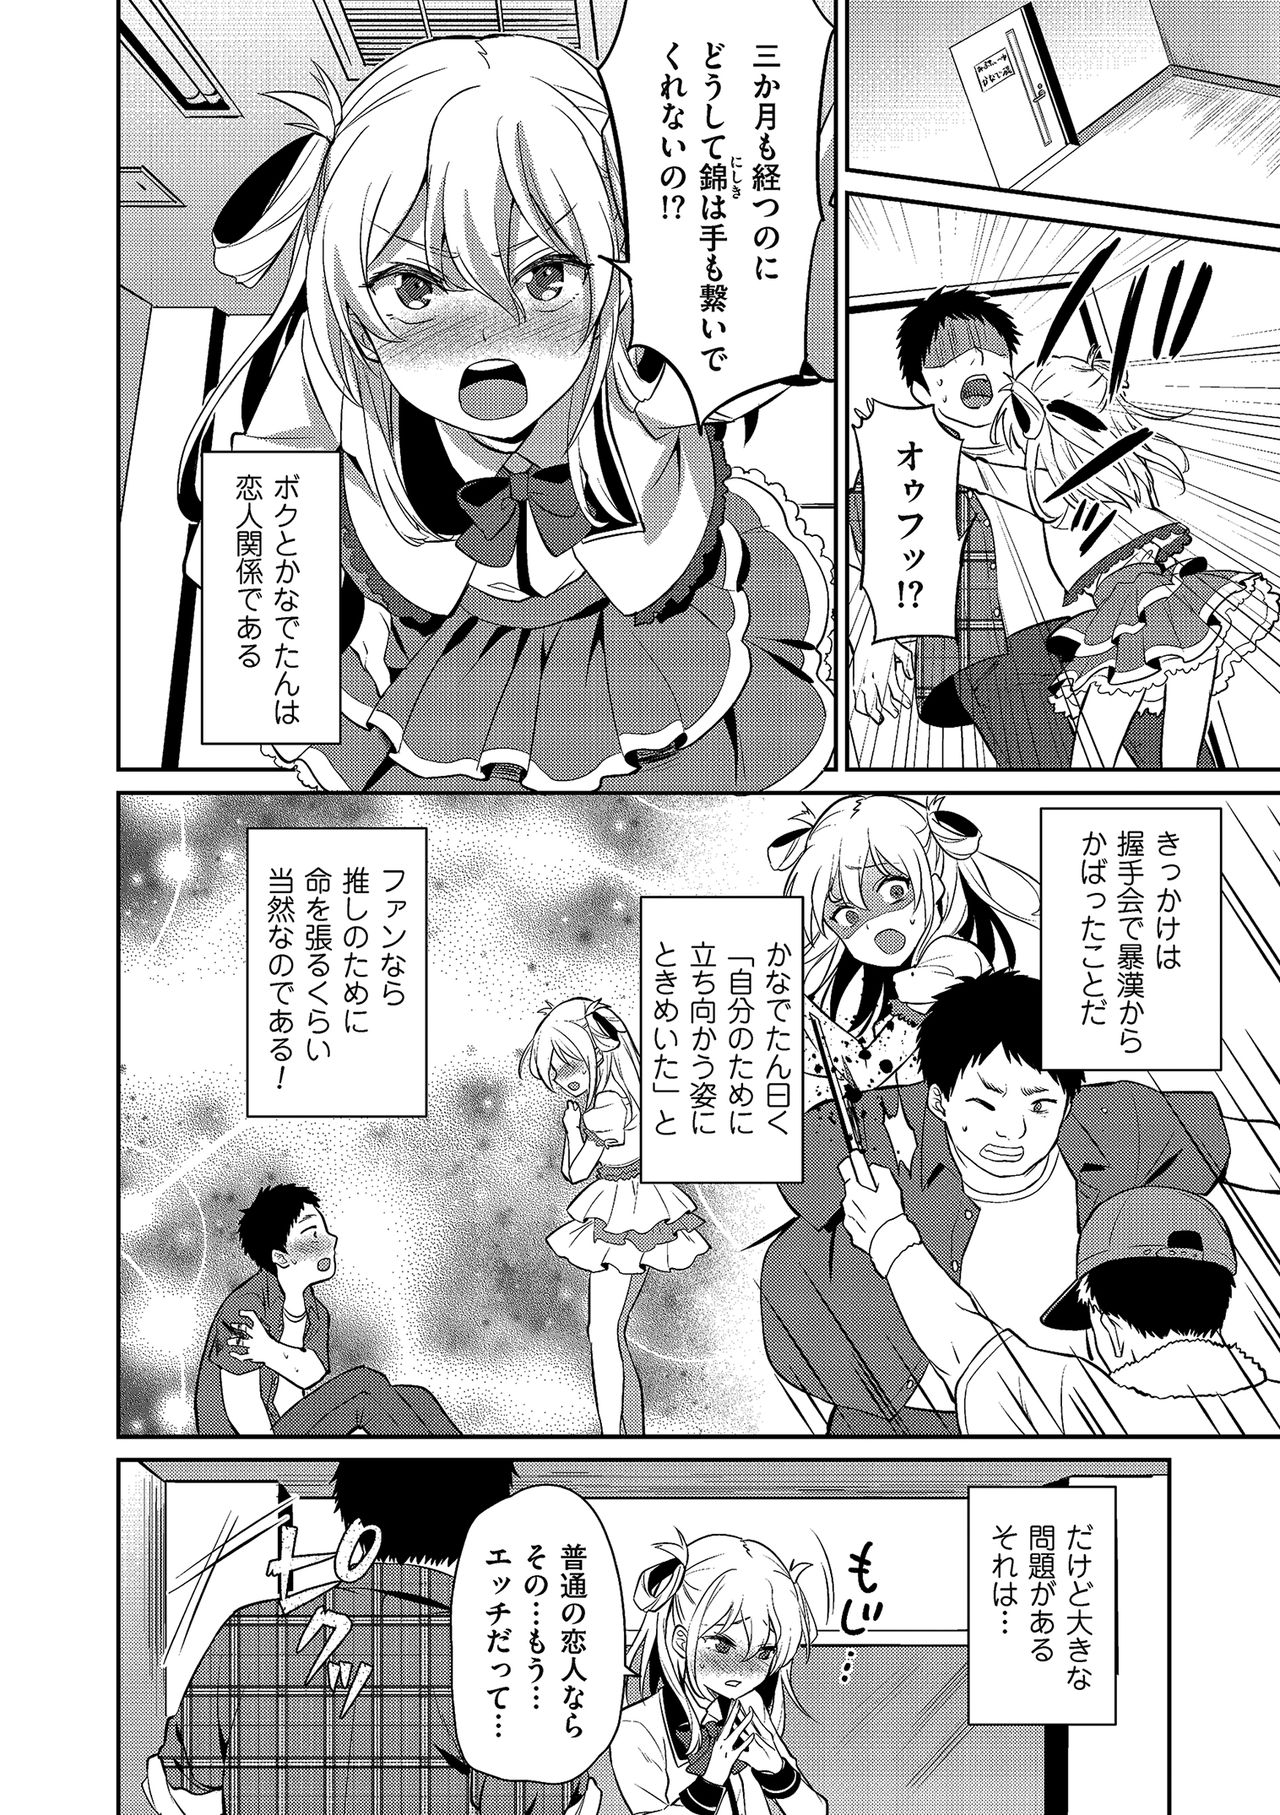 オゥフッ!?
三か月も経つのに
どうして錦は手も繋いで
にしき
くれないの!?
ボクとかなでたんは
恋人関係である
きっかけは
握手会で暴漢から
かばったことだ
かなでたん曰く
「自分のために
立ち向かう姿に
ときめいた」と
ファンなら
推しのために
命を張るくらい
当然なのである!
だけど大きな
問題がある
それは…
もじ
普通の恋人なら
その…もう…
エッチだって…
ピクッ